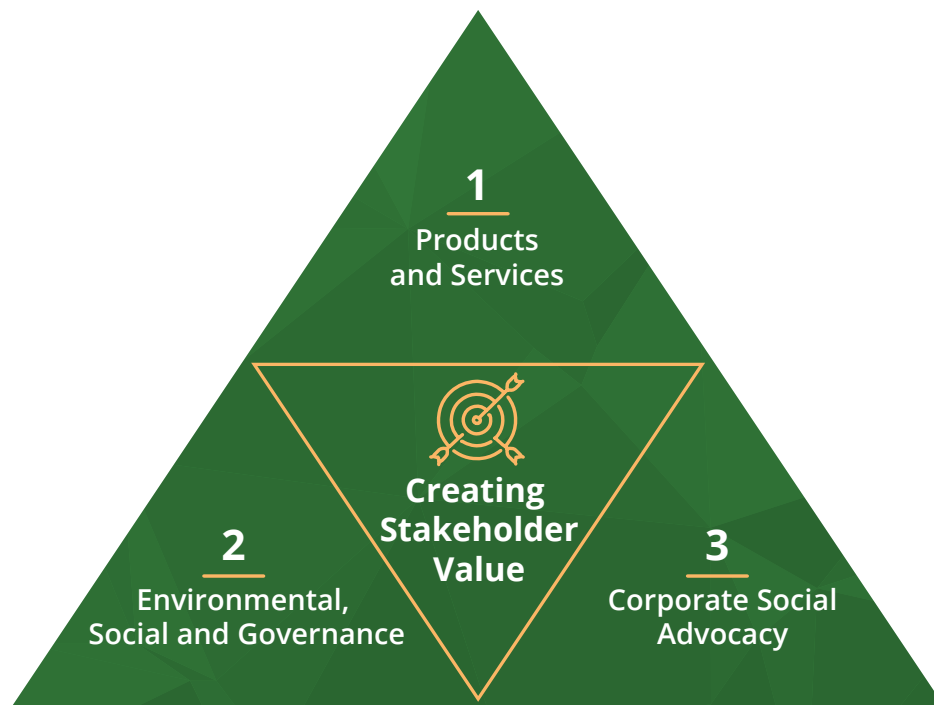 1
Products
and Services
Creating
Stakeholder
Value
2
Environmental,
Social and Governance
3
Corporate Social
Advocacy